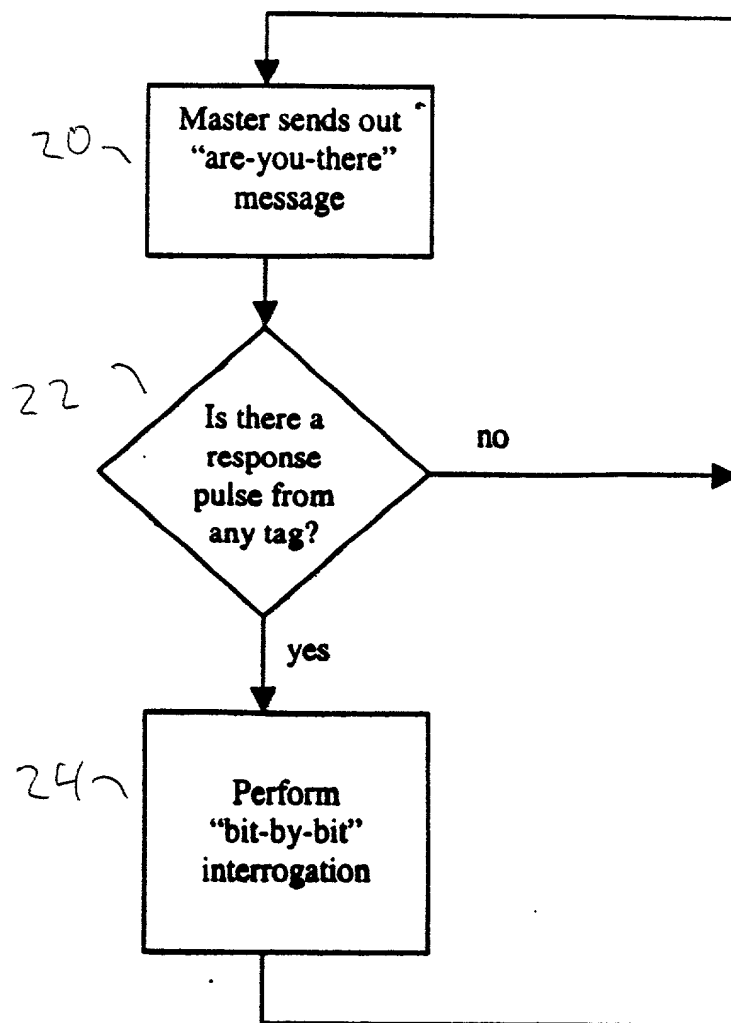 20
Master sends out
“are-you-there”
message
22
Is there a
response
pulse from
any tag?
no
yes
24
Perform
“bit-by-bit”
interrogation